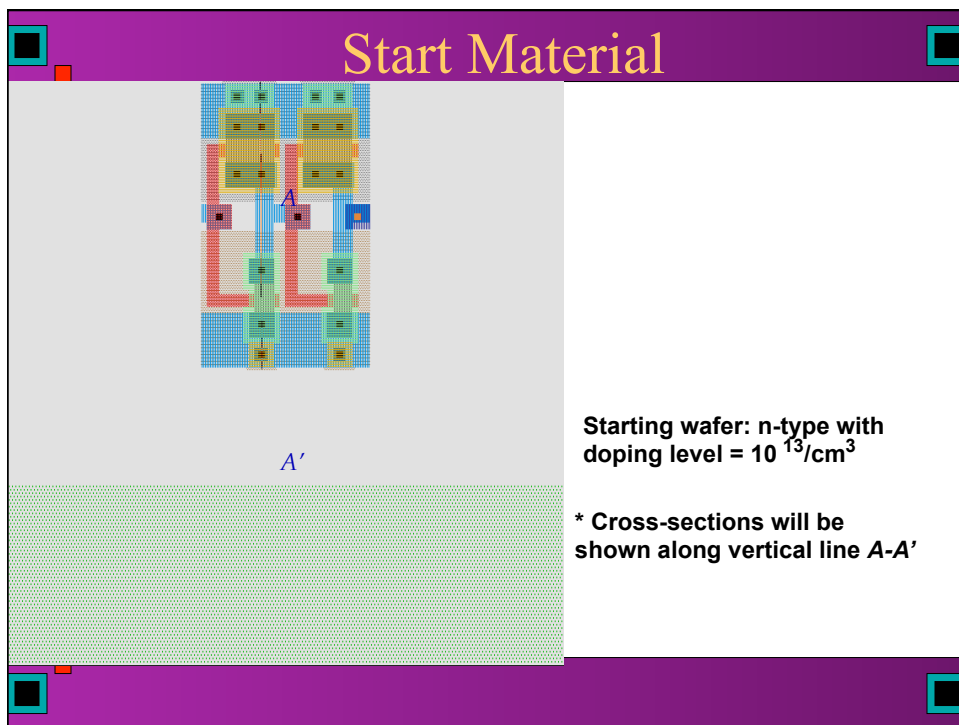 Start Material
A
A’
Starting wafer: n-type with
doping level = 10 13/cm3
* Cross-sections will be
shown along vertical line A-A’